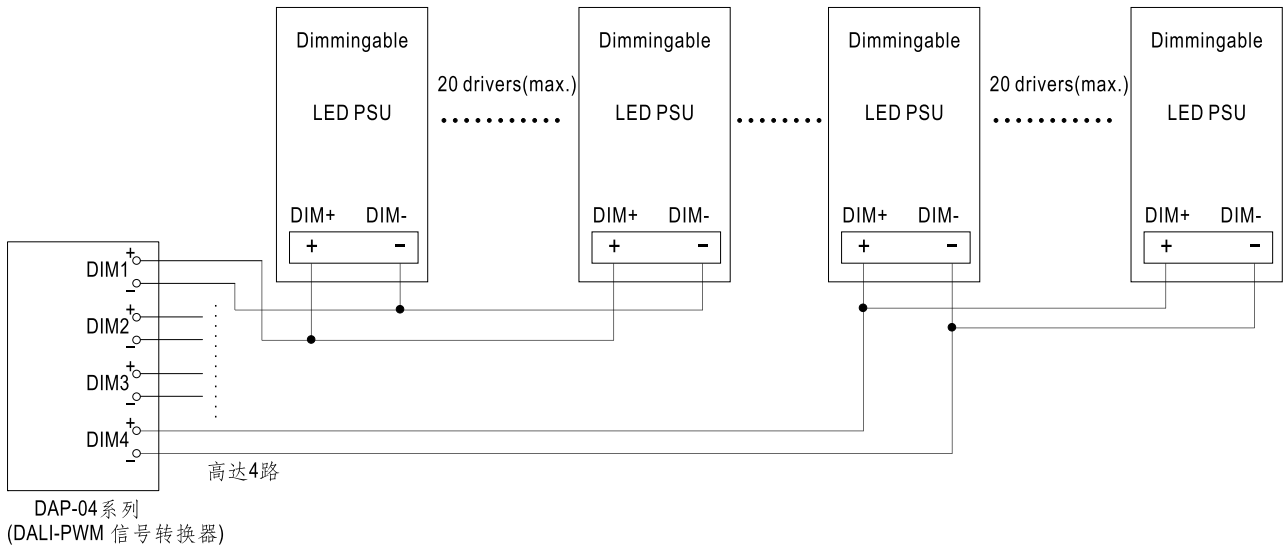 Dimmingable
LED PSU
DIM+ DIM-
+ -
20 drivers(max.)
Dimmingable
LED PSU
DIM+ DIM-
+ -
Dimmingable
LED PSU
DIM+ DIM-
+ -
20 drivers(max.)
Dimmingable
LED PSU
DIM+ DIM-
+ -
+
DIM1
-
+
DIM2
-
+
DIM3
-
+
DIM4
-
高达4路
DAP-04系列
(DALI-PWM 信号转换器)